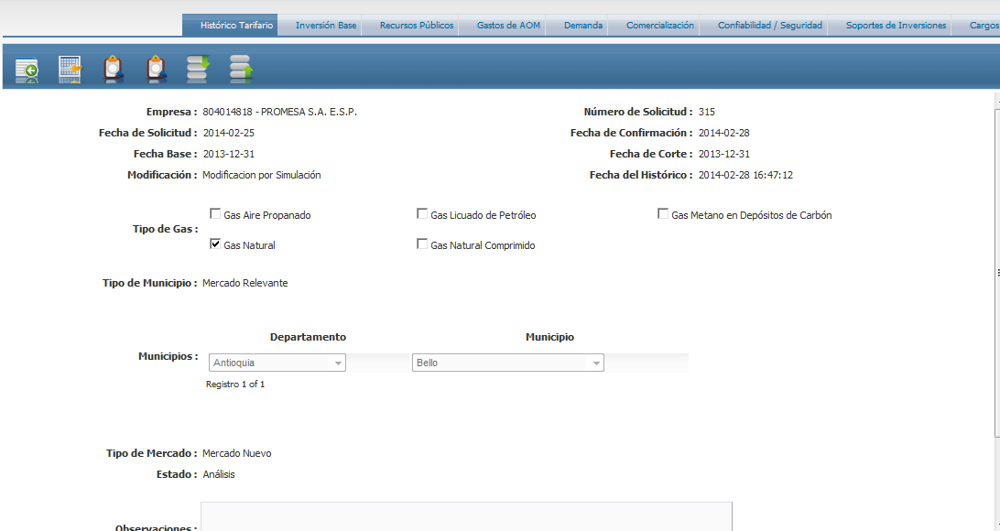 Histórico Tarifario Inversión Base Recursos Públicos Gastos de AOM Demanda Comercialización Confiabilidad / Seguridad Soportes de Inversiones Cargos
Empresa : 804014818 - PROMESA S.A. E.S.P. Número de Solicitud : 315
Fecha de Solicitud : 2014-02-25 Fecha de Confirmación : 2014-02-28
Fecha Base : 2013-12-31 Fecha de Corte : 2013-12-31
Modificación : Modificacion por Simulación Fecha del Histórico : 2014-02-28 16:47:12
Gas Aire Propanado Gas Licuado de Petróleo Gas Metano en Depósitos de Carbón
Tipo de Gas :
Gas Natural Gas Natural Comprimido
Tipo de Municipio : Mercado Relevante
Departamento Municipio
Municipios : Antioquia Bello
Registro 1 of 1
Tipo de Mercado : Mercado Nuevo
Estado : Análisis
Observaciones :